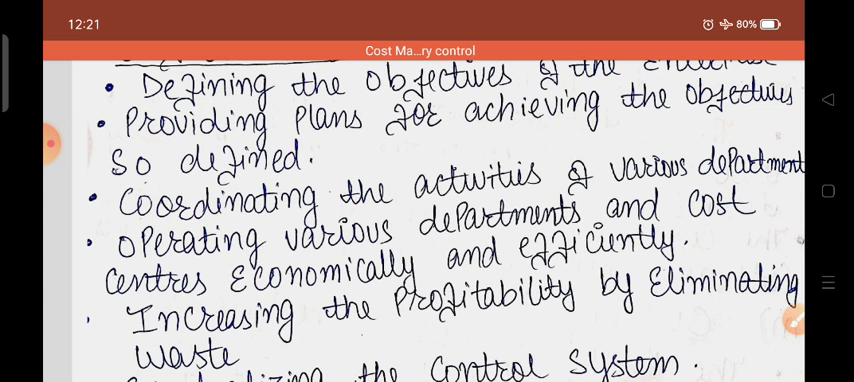 12:21
80%
Cost Ma...ry control
• Defining the objectives of the Enterprise
• Providing Plans for achieving the objectives
so defined.
• Coordinating the activities of various department
• Operating various departments and cost
centres Economically and efficiently.
• Increasing the Profitability by Eliminating
waste
the control system.